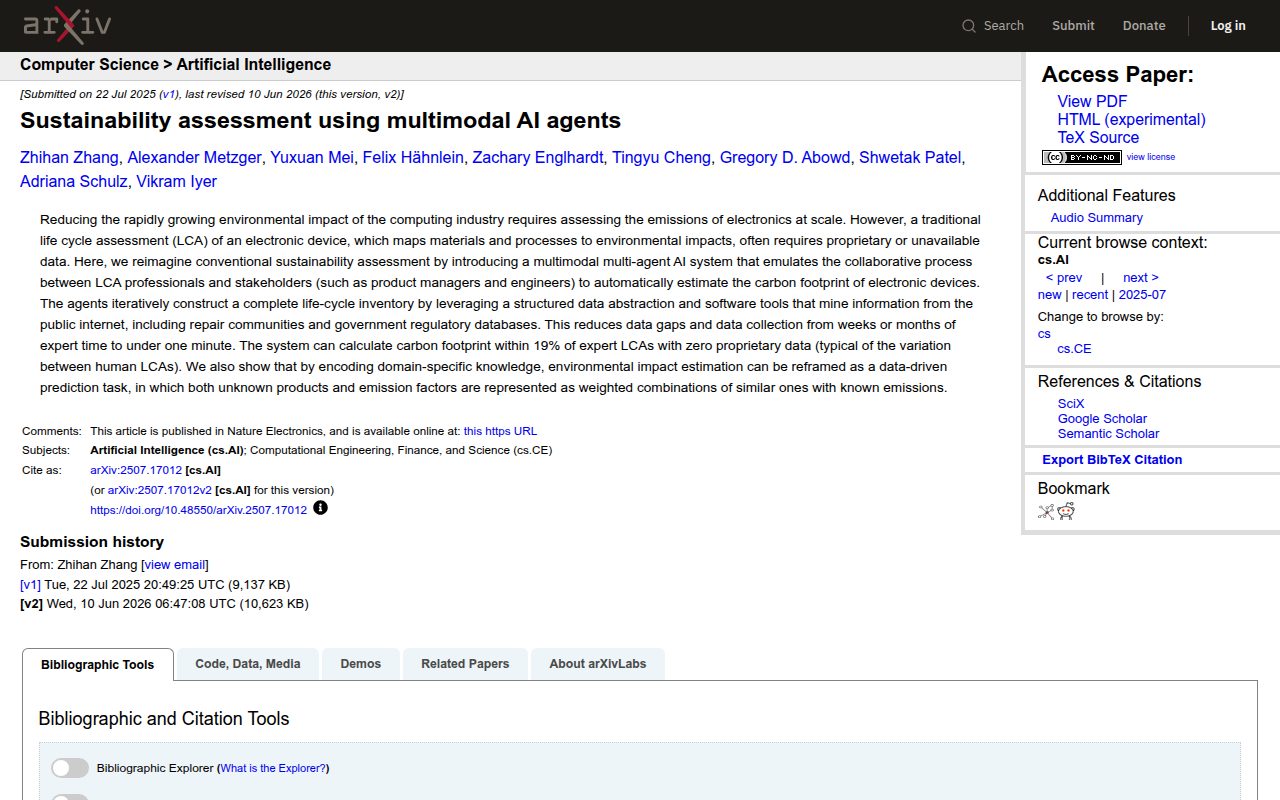 arXiv
Search Submit Donate Log in
Computer Science > Artificial Intelligence
[Submitted on 22 Jul 2025 (v1), last revised 10 Jun 2026 (this version, v2)]
Sustainability assessment using multimodal AI agents
Zhihan Zhang, Alexander Metzger, Yuxuan Mei, Felix Hähnlein, Zachary Englhardt, Tingyu Cheng, Gregory D. Abowd, Shwetak Patel,
Adriana Schulz, Vikram Iyer
Reducing the rapidly growing environmental impact of the computing industry requires assessing the emissions of electronics at scale. However, a traditional
life cycle assessment (LCA) of an electronic device, which maps materials and processes to environmental impacts, often requires proprietary or unavailable
data. Here, we reimagine conventional sustainability assessment by introducing a multimodal multi-agent AI system that emulates the collaborative process
between LCA professionals and stakeholders (such as product managers and engineers) to automatically estimate the carbon footprint of electronic devices.
The agents iteratively construct a complete life-cycle inventory by leveraging a structured data abstraction and software tools that mine information from the
public internet, including repair communities and government regulatory databases. This reduces data gaps and data collection from weeks or months of
expert time to under one minute. The system can calculate carbon footprint within 19% of expert LCAs with zero proprietary data (typical of the variation
between human LCAs). We also show that by encoding domain-specific knowledge, environmental impact estimation can be reframed as a data-driven
prediction task, in which both unknown products and emission factors are represented as weighted combinations of similar ones with known emissions.
Comments: This article is published in Nature Electronics, and is available online at: this https URL
Subjects: Artificial Intelligence (cs.AI); Computational Engineering, Finance, and Science (cs.CE)
Cite as: arXiv:2507.17012 [cs.AI]
(or arXiv:2507.17012v2 [cs.AI] for this version)
https://doi.org/10.48550/arXiv.2507.17012
Submission history
From: Zhihan Zhang [view email]
[v1] Tue, 22 Jul 2025 20:49:25 UTC (9,137 KB)
[v2] Wed, 10 Jun 2026 06:47:08 UTC (10,623 KB)
Access Paper:
View PDF
HTML (experimental)
TeX Source
(cc) BY-NC-ND view license
Additional Features
Audio Summary
Current browse context:
cs.AI
< prev | next >
new | recent | 2025-07
Change to browse by:
cs
cs.CE
References & Citations
SciX
Google Scholar
Semantic Scholar
Export BibTeX Citation
Bookmark
Bibliographic Tools Code, Data, Media Demos Related Papers About arXivLabs
Bibliographic and Citation Tools
Bibliographic Explorer (What is the Explorer?)